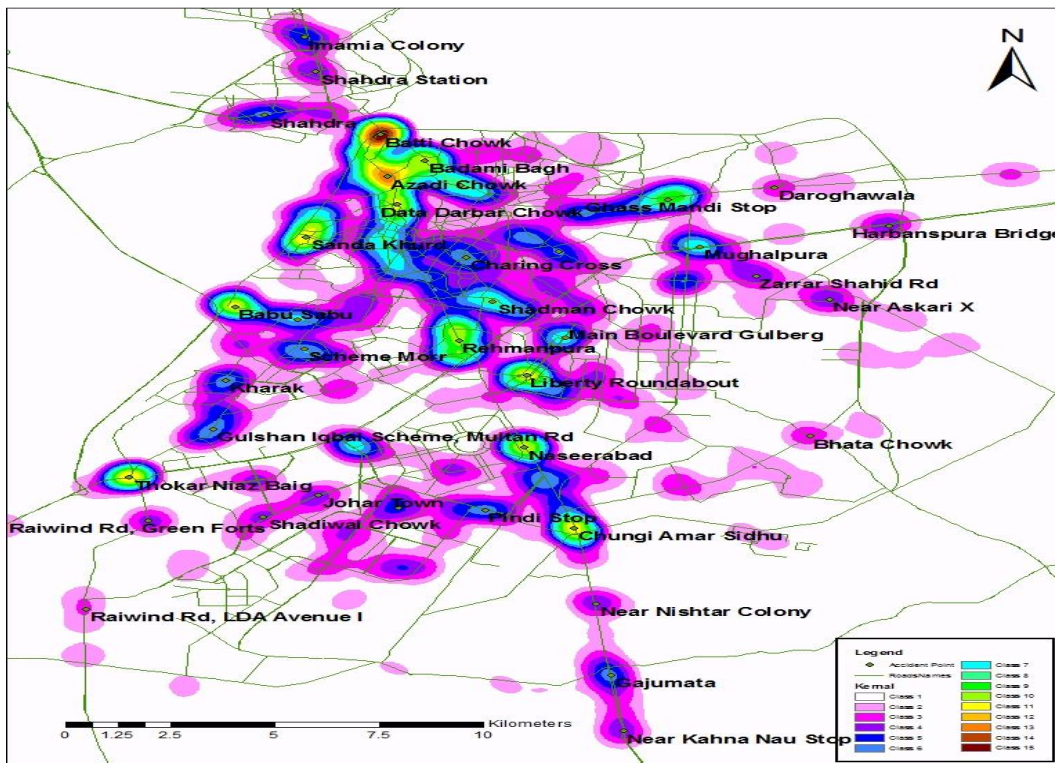 N
Imamia Colony
Shahdra Station
Shahdra
Batti Chowk
Badami Bagh
Azadi Chowk
Daroghawala
Ghass Mandi Stop
Data Darbar Chowk
Harbanspura Bridge
Sanda Khurd
Mughalpura
Charing Cross
Zarrar Shahid Rd
Near Askari X
Shadman Chowk
Babu Sabu
Main Boulevard Gulberg
Rehmanpura
Scheme Morr
Liberty Roundabout
Kharak
Gulshan Iqbal Scheme, Multan Rd
Bhata Chowk
Naseerabad
Thokar Niaz Baig
Johar Town
Pindi Stop
Raiwind Rd, Green Forts
Shadiwal Chowk
Chungi Amar Sidhu
Raiwind Rd, LDA Avenue I
Near Nishtar Colony
Gajumata
Near Kahna Nau Stop
Kilometers
0 1.25 2.5 5 7.5 10
Legend
Accident Point
RoadsNames
Kernal
Class 1
Class 2
Class 3
Class 4
Class 5
Class 6
Class 7
Class 8
Class 9
Class 10
Class 11
Class 12
Class 13
Class 14
Class 15